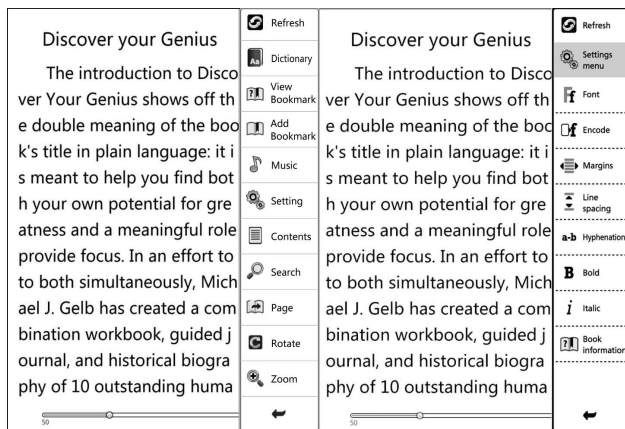 Discover your Genius
The introduction to Disco
ver Your Genius shows off th
e double meaning of the boo
k's title in plain language: it i
s meant to help you find bot
h your own potential for gre
atness and a meaningful role
provide focus. In an effort to
to both simultaneously, Mich
ael J. Gelb has created a com
bination workbook, guided j
ournal, and historical biogra
phy of 10 outstanding huma
50
Refresh
Aa
Dictionary
View
Bookmark
Add
Bookmark
Music
Setting
Contents
Search
Page
Rotate
Zoom
Discover your Genius
The introduction to Disco
ver Your Genius shows off th
e double meaning of the boo
k's title in plain language: it i
s meant to help you find bot
h your own potential for gre
atness and a meaningful role
provide focus. In an effort to
to both simultaneously, Mich
ael J. Gelb has created a com
bination workbook, guided j
ournal, and historical biogra
phy of 10 outstanding huma
50
Refresh
Settings
menu
Font
Encode
Margins
Line
spacing
a-b Hyphenation
B Bold
i Italic
Book
information